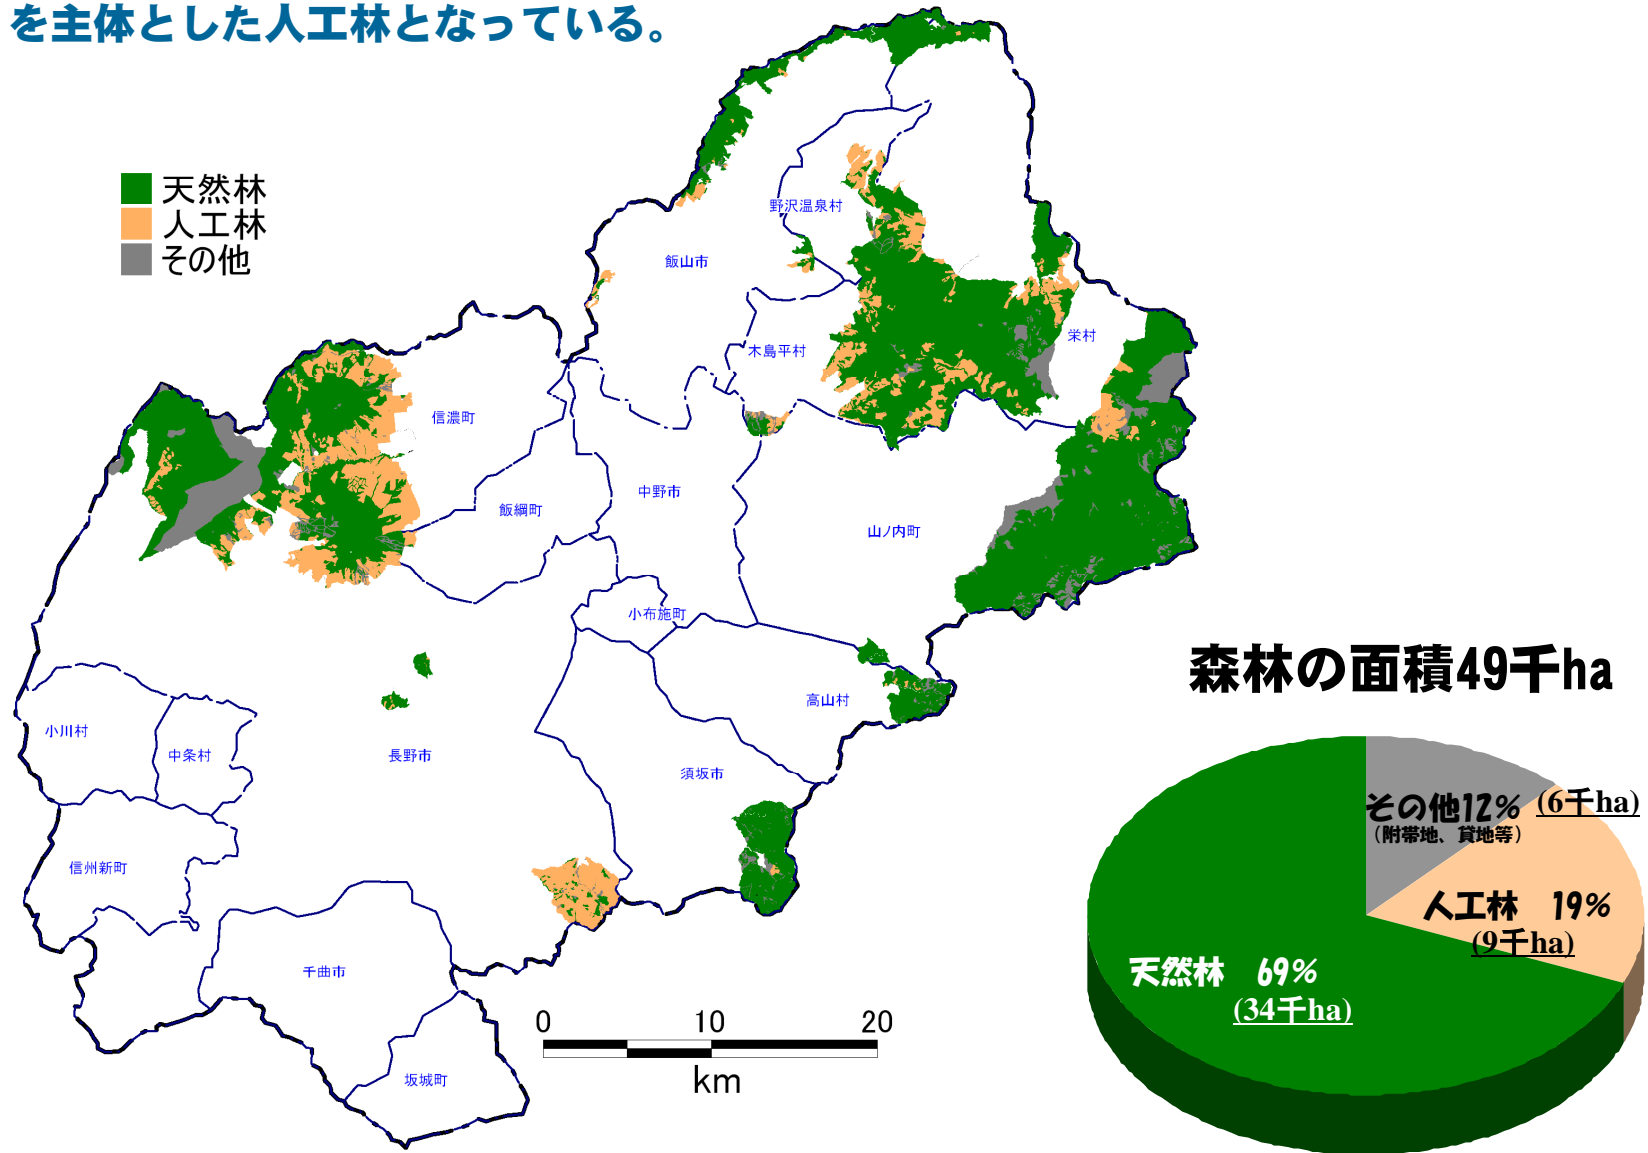 を主体とした人工林となっている。
天然林
人工林
その他
野沢温泉村
飯山市
栄村
木島平村
信濃町
中野市
飯綱町
山ノ内町
小布施町
高山村
小川村
中条村
長野市
須坂市
信州新町
千曲市
坂城町
0 10 20
km
森林の面積49千ha
その他12% (6千ha)
(附帯地、貸地等)
人工林 19%
(9千ha)
天然林 69%
(34千ha)